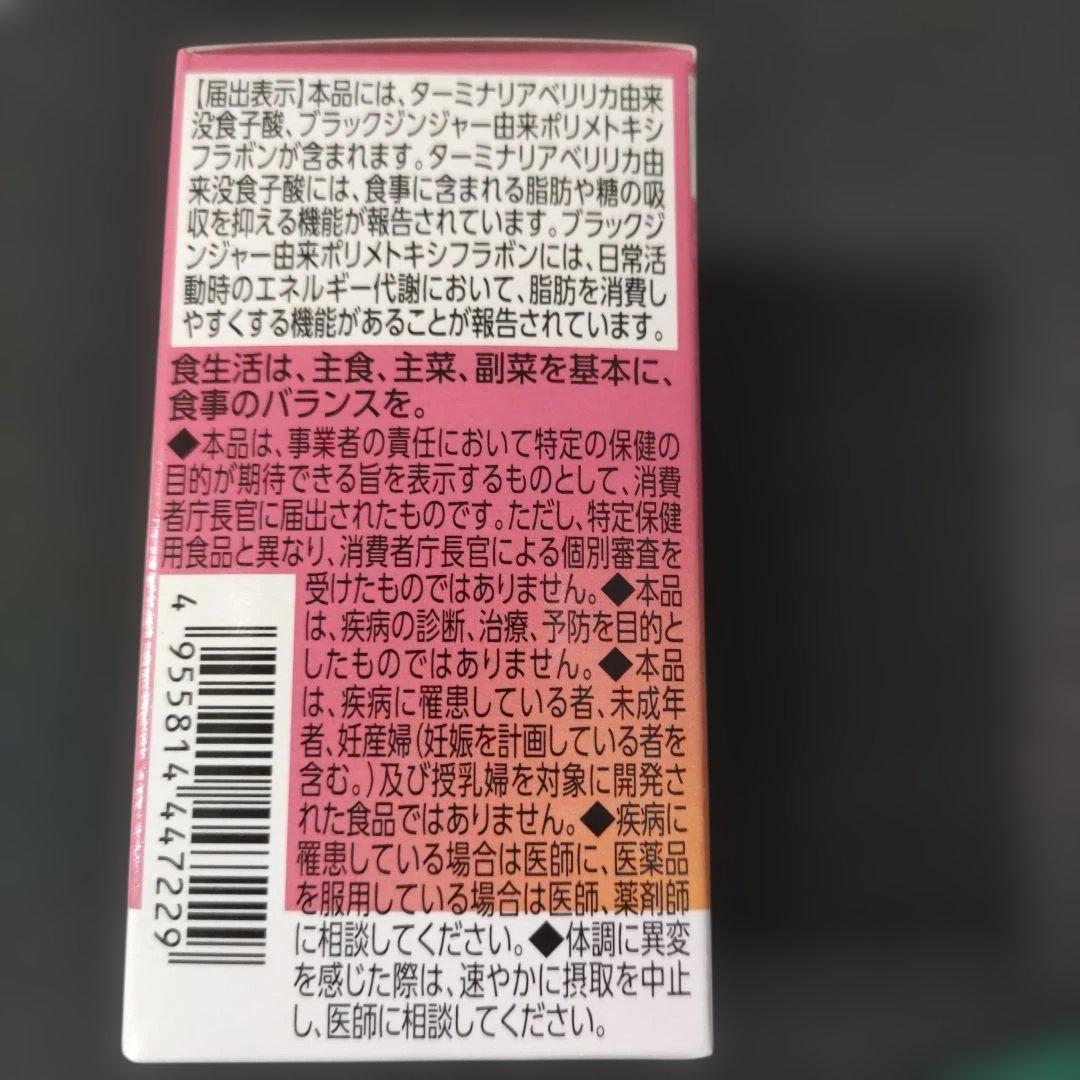 【届出表示】本品には、ターミナリアベリリカ由来
没食子酸、ブラックジンジャー由来ポリメトキシ
フラボンが含まれます。ターミナリアベリリカ由
来没食子酸には、食事に含まれる脂肪や糖の吸
収を抑える機能が報告されています。ブラックジ
ンジャー由来ポリメトキシフラボンには、日常活
動時のエネルギー代謝において、脂肪を消費し
やすくする機能があることが報告されています。
食生活は、主食、主菜、副菜を基本に、
食事のバランスを。
◆本品は、事業者の責任において特定の保健の
目的が期待できる旨を表示するものとして、消費
者庁長官に届出されたものです。ただし、特定保健
用食品と異なり、消費者庁長官による個別審査を
受けたものではありません。◆本品
は、疾病の診断、治療、予防を目的と
したものではありません。◆本品
は、疾病に罹患している者、未成年
者、妊産婦（妊娠を計画している者を
含む。）及び授乳婦を対象に開発さ
れた食品ではありません。◆疾病に
罹患している場合は医師に、医薬品
を服用している場合は医師、薬剤師
に相談してください。◆体調に異変
を感じた際は、速やかに摂取を中止
し、医師に相談してください。
4 955814 447229